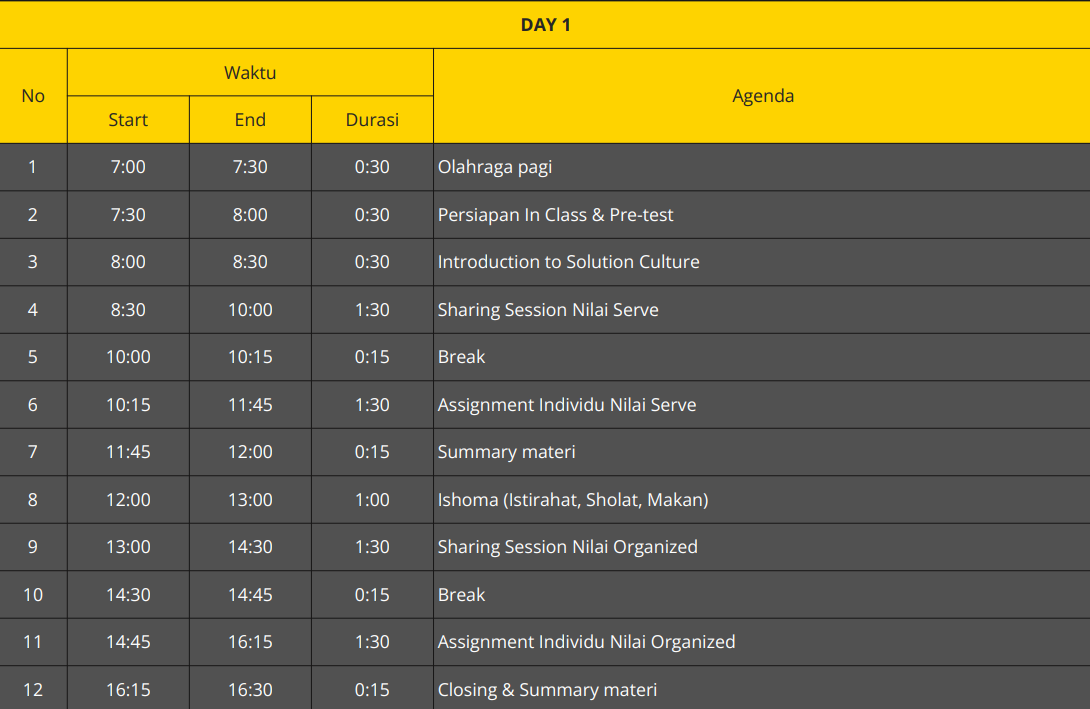 DAY 1
No Waktu Agenda
Start End Durasi
1 7:00 7:30 0:30 Olahraga pagi
2 7:30 8:00 0:30 Persiapan In Class & Pre-test
3 8:00 8:30 0:30 Introduction to Solution Culture
4 8:30 10:00 1:30 Sharing Session Nilai Serve
5 10:00 10:15 0:15 Break
6 10:15 11:45 1:30 Assignment Individu Nilai Serve
7 11:45 12:00 0:15 Summary materi
8 12:00 13:00 1:00 Ishoma (Istirahat, Sholat, Makan)
9 13:00 14:30 1:30 Sharing Session Nilai Organized
10 14:30 14:45 0:15 Break
11 14:45 16:15 1:30 Assignment Individu Nilai Organized
12 16:15 16:30 0:15 Closing & Summary materi